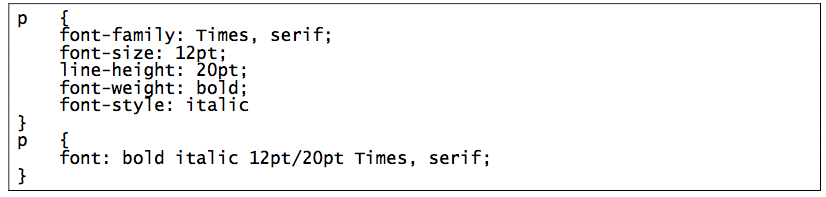 p   {
    font-family: Times, serif;
    font-size: 12pt;
    line-height: 20pt;
    font-weight: bold;
    font-style: italic
}
p   {
    font: bold italic 12pt/20pt Times, serif;
}